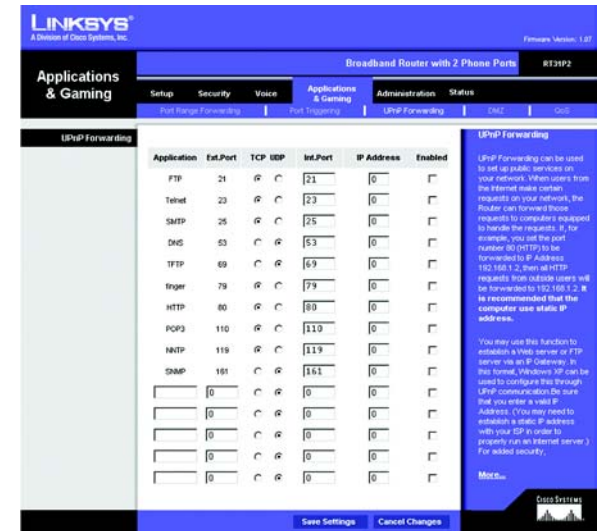 LINKSYS®
A Division of Cisco Systems, Inc.
Firmware Version: 1.07
Broadband Router with 2 Phone Ports RT31P2
Applications & Gaming
Setup Security Voice Applications & Gaming Administration Status
Port Range Forwarding | Port Triggering | UPnP Forwarding | DMZ | QoS
UPnP Forwarding
Application Ext.Port TCP UDP Int.Port IP Address Enabled
FTP 21 21 0
Telnet 23 23 0
SMTP 25 25 0
DNS 53 53 0
TFTP 69 69 0
finger 79 79 0
HTTP 80 80 0
POP3 110 110 0
NNTP 119 119 0
SNMP 161 161 0
0 0 0
0 0 0
0 0 0
0 0 0
0 0 0
UPnP Forwarding
UPnP Forwarding can be used
to set up public services on
your network. When users from
the Internet make certain
requests on your network, the
Router can forward those
requests to computers equipped
to handle the requests. If, for
example, you set the port
number 80 (HTTP) to be
forwarded to IP Address
192.168.1.2, then all HTTP
requests from outside users will
be forwarded to 192.168.1.2. It
is recommended that the
computer use static IP
address.
You may use this function to
establish a Web server or FTP
server via an IP Gateway. In
this format, Windows XP can be
used to configure this through
UPnP communication.Be sure
that you enter a valid IP
Address. (You may need to
establish a static IP address
with your ISP in order to
properly run an Internet server.)
For added security,
More...
Save Settings Cancel Changes
CISCO SYSTEMS